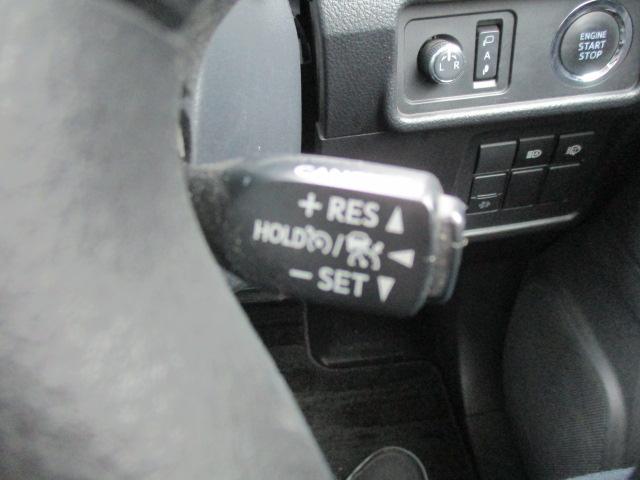 ENGINE
START
STOP
L R
A
+ RES
HOLD /
− SET